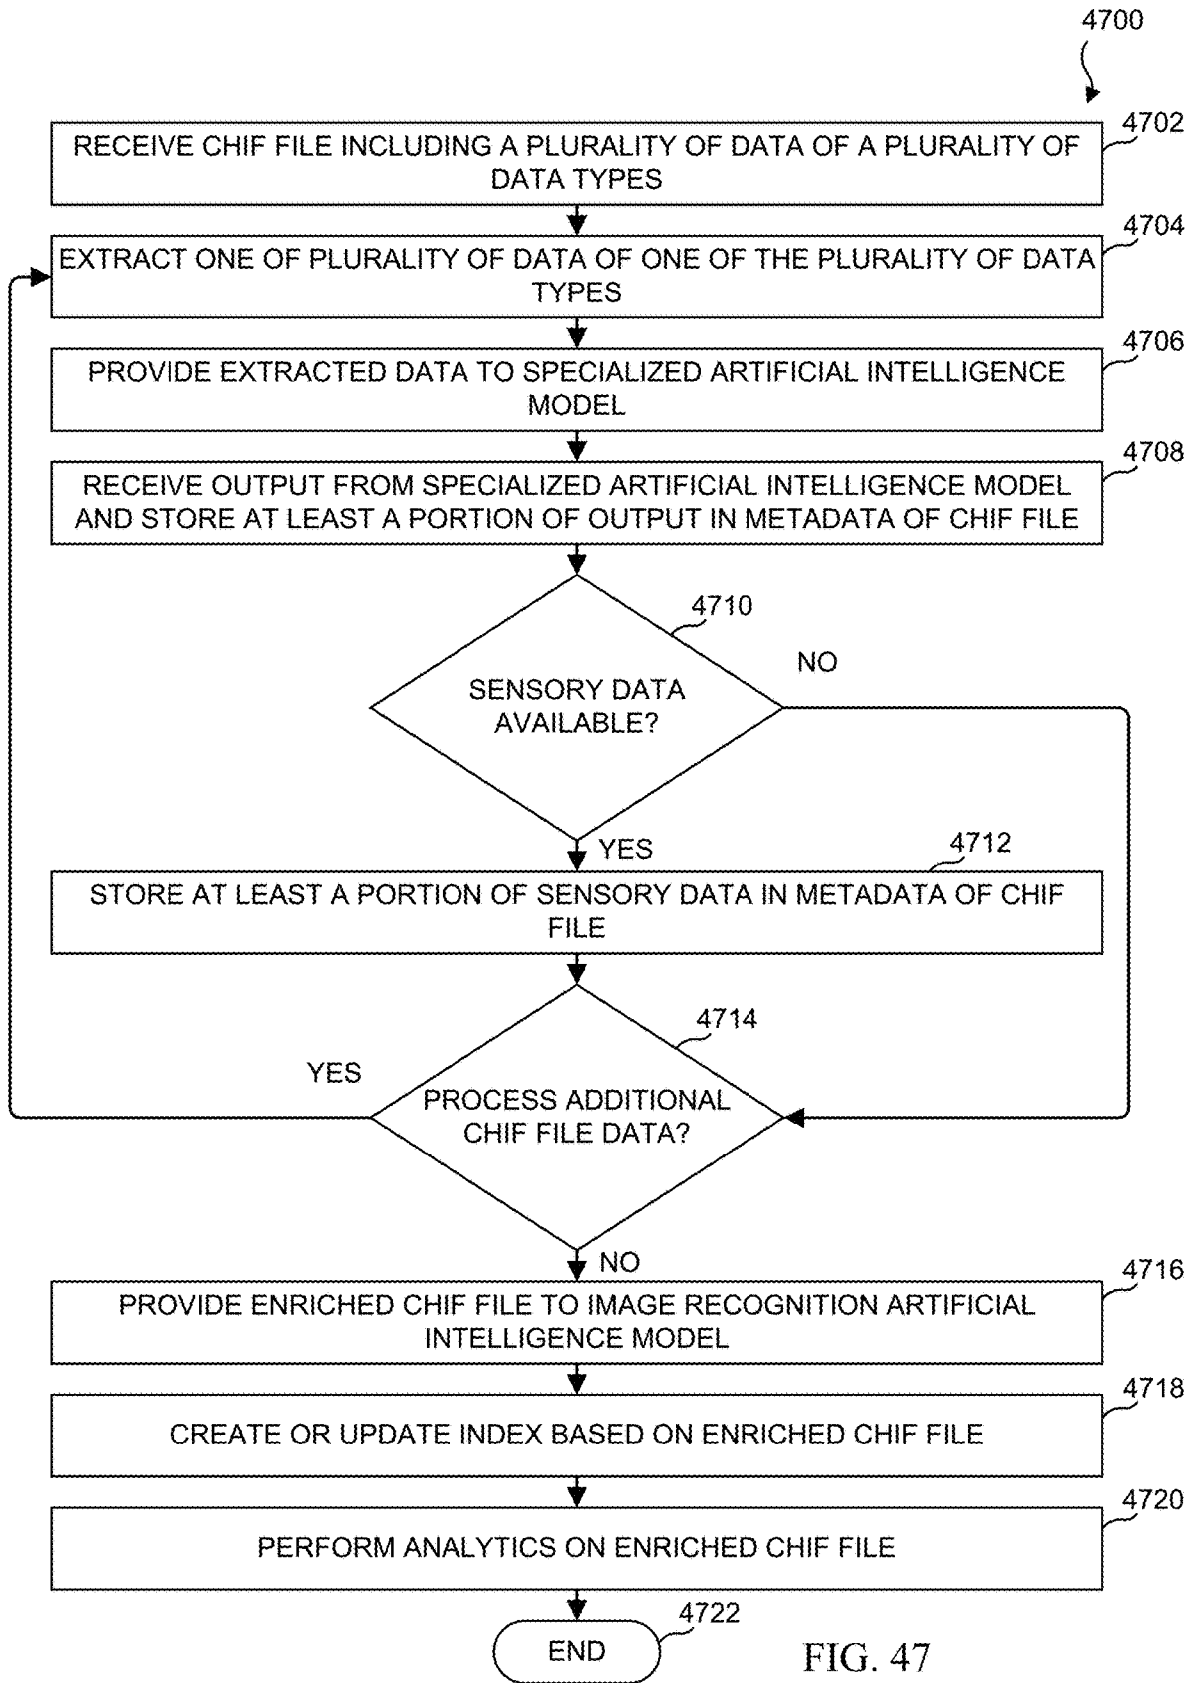 4700
4702
RECEIVE CHIF FILE INCLUDING A PLURALITY OF DATA OF A PLURALITY OF
DATA TYPES
4704
EXTRACT ONE OF PLURALITY OF DATA OF ONE OF THE PLURALITY OF DATA
TYPES
4706
PROVIDE EXTRACTED DATA TO SPECIALIZED ARTIFICIAL INTELLIGENCE
MODEL
4708
RECEIVE OUTPUT FROM SPECIALIZED ARTIFICIAL INTELLIGENCE MODEL
AND STORE AT LEAST A PORTION OF OUTPUT IN METADATA OF CHIF FILE
4710
NO
SENSORY DATA
AVAILABLE?
YES
4712
STORE AT LEAST A PORTION OF SENSORY DATA IN METADATA OF CHIF
FILE
4714
YES
PROCESS ADDITIONAL
CHIF FILE DATA?
NO
4716
PROVIDE ENRICHED CHIF FILE TO IMAGE RECOGNITION ARTIFICIAL
INTELLIGENCE MODEL
4718
CREATE OR UPDATE INDEX BASED ON ENRICHED CHIF FILE
4720
PERFORM ANALYTICS ON ENRICHED CHIF FILE
4722
END
FIG. 47